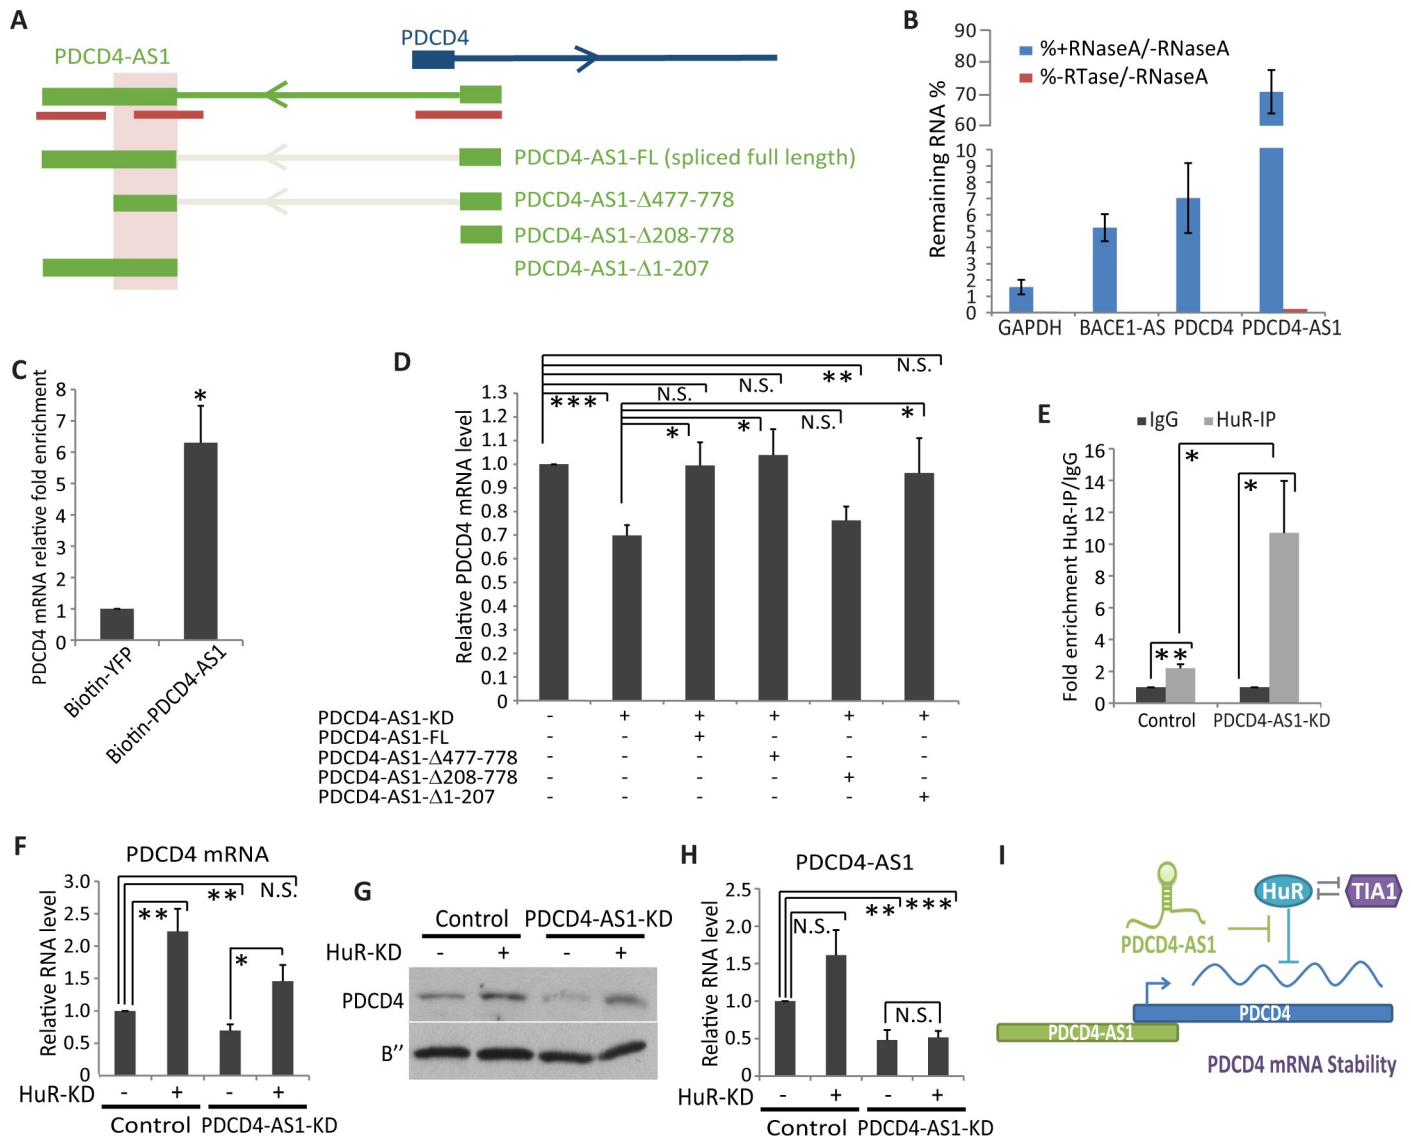 A
PDCD4
PDCD4-AS1
PDCD4-AS1-FL (spliced full length)
PDCD4-AS1-Δ477-778
PDCD4-AS1-Δ208-778
PDCD4-AS1-Δ1-207
B
Remaining RNA %
90
80
70
60
10
9
8
7
6
5
4
3
2
1
0
%+RNaseA/-RNaseA
%-RTase/-RNaseA
GAPDH BACE1-AS PDCD4 PDCD4-AS1
C
PDCD4 mRNA relative fold enrichment
8
7
6
5
4
3
2
1
0
*
Biotin-YFP
Biotin-PDCD4-AS1
D
Relative PDCD4 mRNA level
1.3
1.2
1.1
1.0
0.9
0.8
0.7
0.6
0.5
0.4
0.3
0.2
0.1
0
N.S.
**
N.S.
N.S.
***
*
N.S.
*
*
PDCD4-AS1-KD - + + + + +
PDCD4-AS1-FL - - + - - -
PDCD4-AS1-Δ477-778 - - - + - -
PDCD4-AS1-Δ208-778 - - - - + -
PDCD4-AS1-Δ1-207 - - - - - +
E
IgG HuR-IP
Fold enrichment HuR-IP/IgG
16
14
12
10
8
6
4
2
0
*
*
**
Control PDCD4-AS1-KD
F
PDCD4 mRNA
Relative RNA level
3.0
2.5
2.0
1.5
1.0
0.5
0
N.S.
**
**
*
HuR-KD - + - +
Control PDCD4-AS1-KD
G
Control PDCD4-AS1-KD
HuR-KD - + - +
PDCD4
B’’
H
PDCD4-AS1
Relative RNA level
2.5
2.0
1.5
1.0
0.5
0
***
**
N.S.
N.S.
HuR-KD - + - +
Control PDCD4-AS1-KD
I
HuR
TIA1
PDCD4-AS1
PDCD4
PDCD4-AS1
PDCD4 mRNA Stability